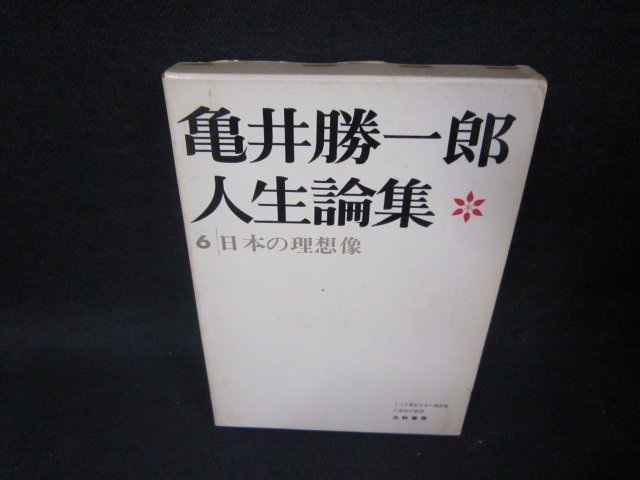 亀井勝一郎
人生論集
6 日本の理想像
大和書房